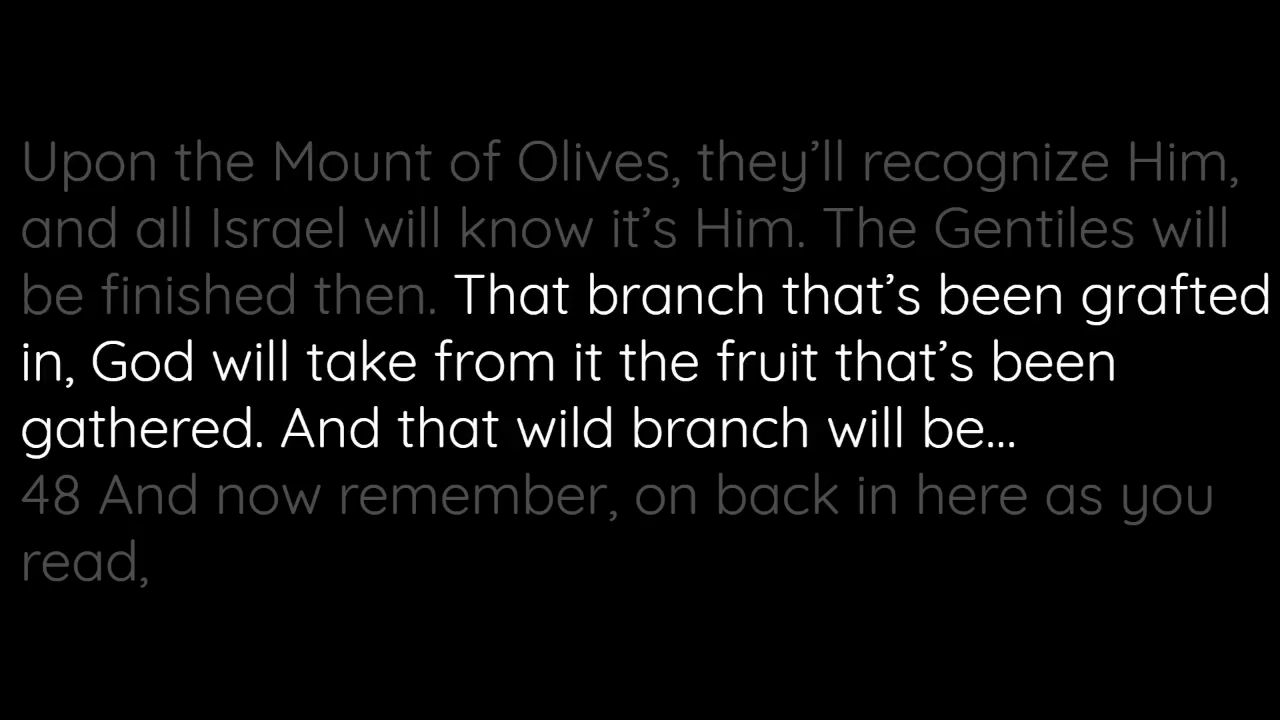 Upon the Mount of Olives, they’ll recognize Him,
and all Israel will know it’s Him. The Gentiles will
be finished then. That branch that’s been grafted
in, God will take from it the fruit that’s been
gathered. And that wild branch will be...
48 And now remember, on back in here as you
read,